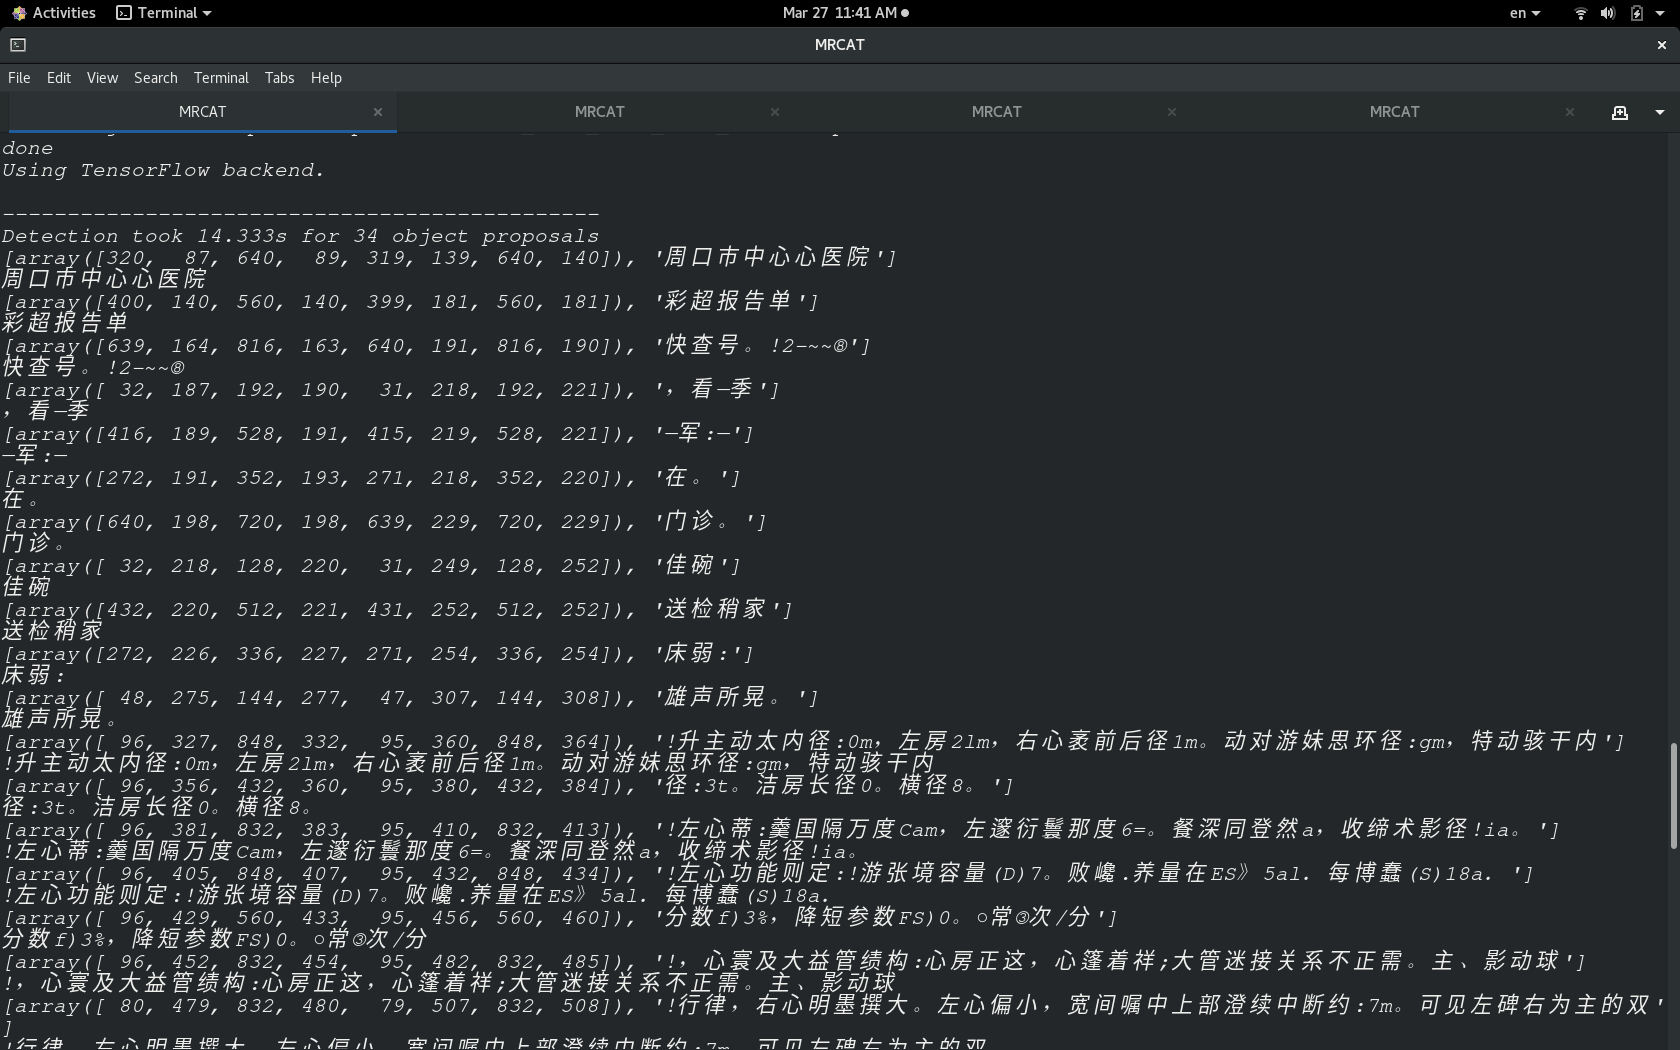 Activities Terminal Mar 27 11:41 AM en
MRCAT
File Edit View Search Terminal Tabs Help
MRCAT MRCAT MRCAT MRCAT
done
Using TensorFlow backend.
----------------------------------------------
Detection took 14.333s for 34 object proposals
[array([320,  87, 640,  89, 319, 139, 640, 140]), '周口市中心心医院']
周口市中心心医院
[array([400, 140, 560, 140, 399, 181, 560, 181]), '彩超报告单']
彩超报告单
[array([639, 164, 816, 163, 640, 191, 816, 190]), '快查号。!2—~~⑧']
快查号。!2—~~⑧
[array([ 32, 187, 192, 190,  31, 218, 192, 221]), '，看—季']
，看—季
[array([416, 189, 528, 191, 415, 219, 528, 221]), '—军:—']
—军:—
[array([272, 191, 352, 193, 271, 218, 352, 220]), '在。']
在。
[array([640, 198, 720, 198, 639, 229, 720, 229]), '门诊。']
门诊。
[array([ 32, 218, 128, 220,  31, 249, 128, 252]), '佳碗']
佳碗
[array([432, 220, 512, 221, 431, 252, 512, 252]), '送检稍家']
送检稍家
[array([272, 226, 336, 227, 271, 254, 336, 254]), '床弱:']
床弱:
[array([ 48, 275, 144, 277,  47, 307, 144, 308]), '雄声所晃。']
雄声所晃。
[array([ 96, 327, 848, 332,  95, 360, 848, 364]), '!升主动太内径:0m，左房2lm，右心袤前后径1m。动对游妹思环径:gm，特动骇干内']
!升主动太内径:0m，左房2lm，右心袤前后径1m。动对游妹思环径:gm，特动骇干内
[array([ 96, 356, 432, 360,  95, 380, 432, 384]), '径:3t。洁房长径0。横径8。']
径:3t。洁房长径0。横径8。
[array([ 96, 381, 832, 383,  95, 410, 832, 413]), '!左心蒂:羹国隔万度Cam，左邃衍鬟那度6=。餐深同登然a，收缔术影径!ia。']
!左心蒂:羹国隔万度Cam，左邃衍鬟那度6=。餐深同登然a，收缔术影径!ia。
[array([ 96, 405, 848, 407,  95, 432, 848, 434]), '!左心功能则定:!游张境容量(D)7。败巉.养量在ES》5al. 每博蠢(S)18a. ']
!左心功能则定:!游张境容量(D)7。败巉.养量在ES》5al. 每博蠢(S)18a.
[array([ 96, 429, 560, 433,  95, 456, 560, 460]), '分数f)3%，降短参数FS)0。○常③次/分']
分数f)3%，降短参数FS)0。○常③次/分
[array([ 96, 452, 832, 454,  95, 482, 832, 485]), '!，心寰及大益管绩构:心房正这，心篷着祥;大管迷接关系不正需。主、影动球']
!，心寰及大益管绩构:心房正这，心篷着祥;大管迷接关系不正需。主、影动球
[array([ 80, 479, 832, 480,  79, 507, 832, 508]), '!行律，右心明墨撰大。左心偏小，宽间嘱中上部澄续中断约:7m。可见左碑右为主的双'
]
!行律，右心明墨撰大。左心偏小，宽间嘱中上部澄续中断约:7m。可见左碑右为主的双